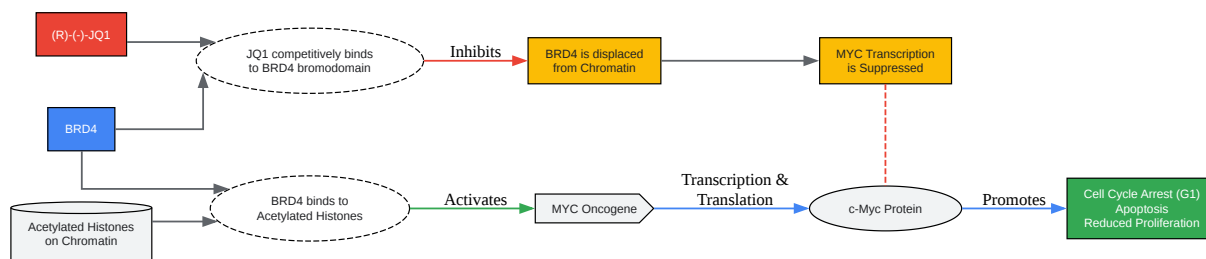 (R)-(-)-JQ1
JQ1 competitively binds
to BRD4 bromodomain
Inhibits
BRD4 is displaced
from Chromatin
MYC Transcription
is Suppressed
BRD4
BRD4 binds to
Acetylated Histones
Activates
MYC Oncogene
Transcription &
Translation
c-Myc Protein
Promotes
Cell Cycle Arrest (G1)
Apoptosis
Reduced Proliferation
Acetylated Histones
on Chromatin